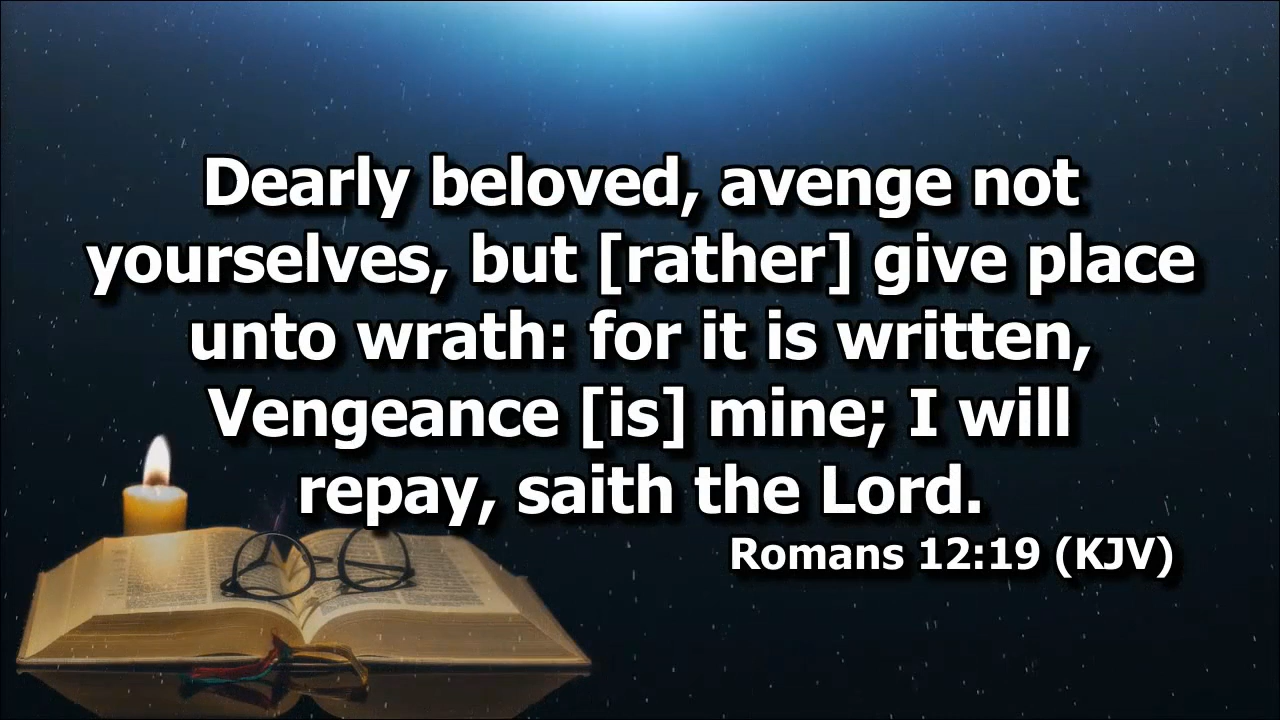 Dearly beloved, avenge not
yourselves, but [rather] give place
unto wrath: for it is written,
Vengeance [is] mine; I will
repay, saith the Lord.
Romans 12:19 (KJV)